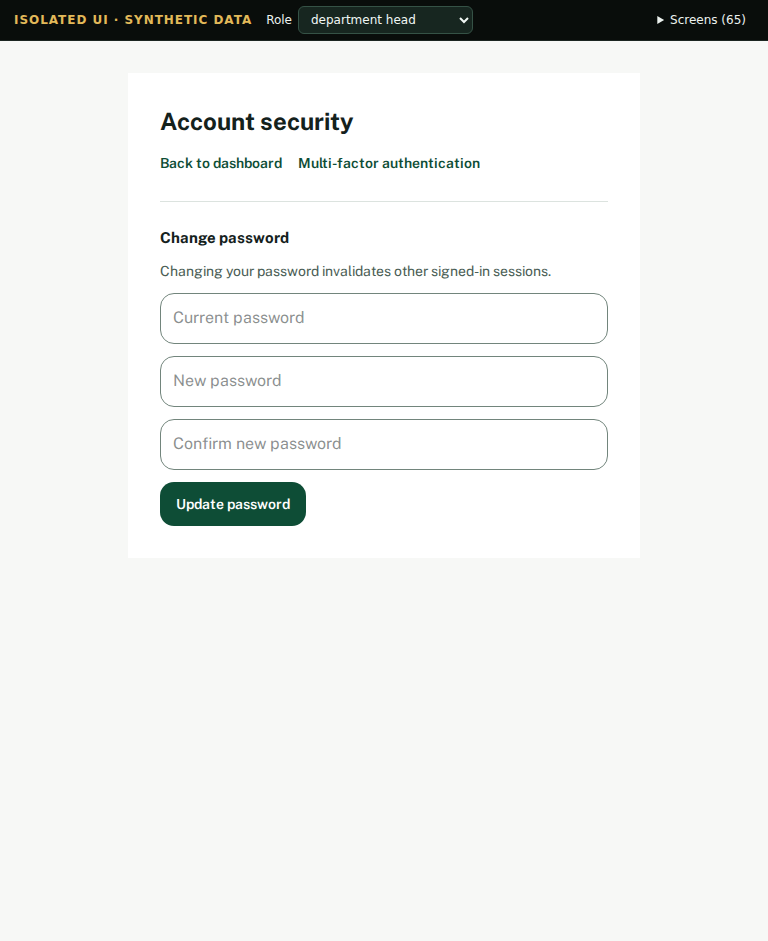 ISOLATED UI · SYNTHETIC DATA Role department head ▶ Screens (65)
Account security
Back to dashboard Multi-factor authentication
Change password
Changing your password invalidates other signed-in sessions.
Current password
New password
Confirm new password
Update password